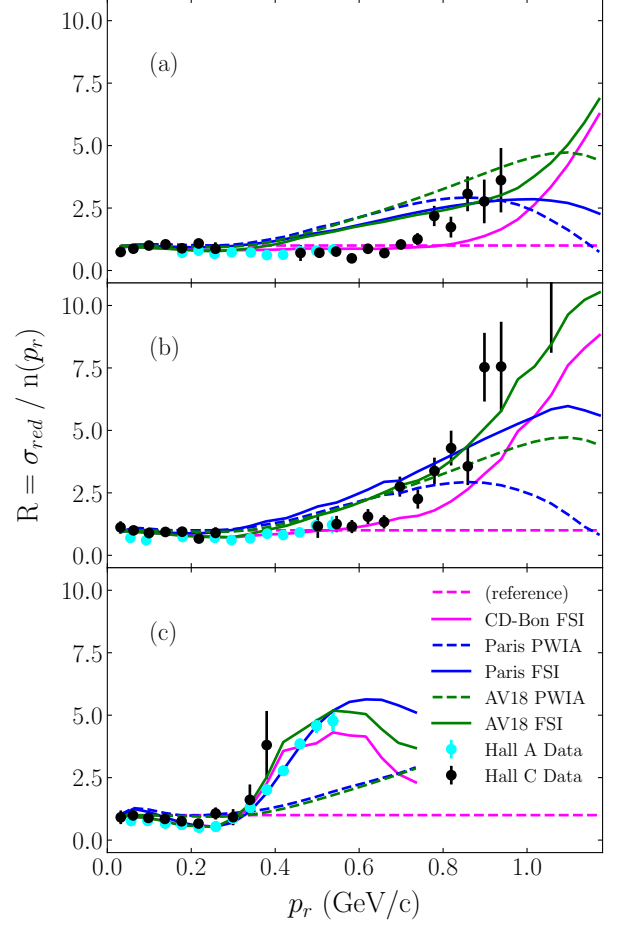 10.0
7.5
5.0
2.5
0.0
(a)
10.0
7.5
5.0
2.5
0.0
(b)
R = σ_red / n(p_r)
10.0
7.5
5.0
2.5
0.0
(c)
(reference)
CD-Bon FSI
Paris PWIA
Paris FSI
AV18 PWIA
AV18 FSI
Hall A Data
Hall C Data
0.0 0.2 0.4 0.6 0.8 1.0
p_r (GeV/c)